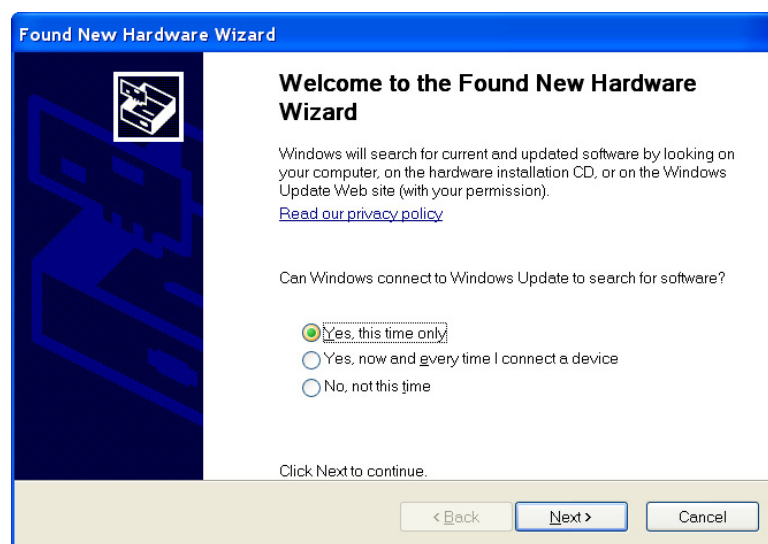 Found New Hardware Wizard
Welcome to the Found New Hardware
Wizard
Windows will search for current and updated software by looking on
your computer, on the hardware installation CD, or on the Windows
Update Web site (with your permission).
Read our privacy policy
Can Windows connect to Windows Update to search for software?
Yes, this time only
Yes, now and every time I connect a device
No, not this time
Click Next to continue.
< Back Next > Cancel